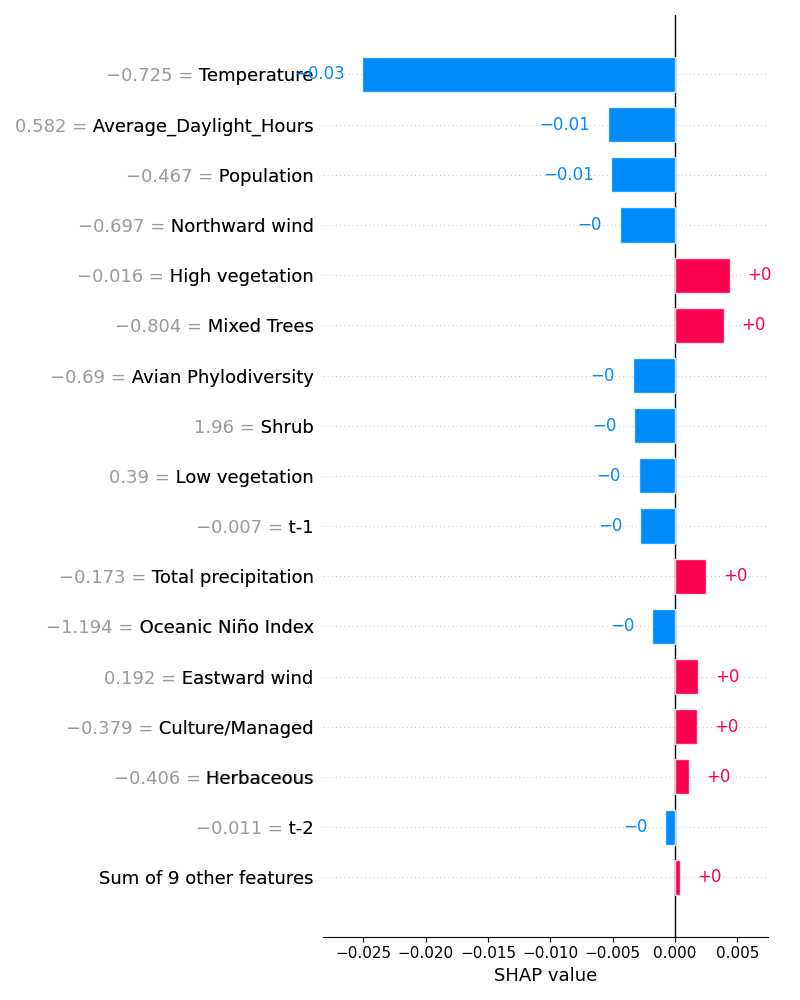 −0.725 = Temperature −0.03
0.582 = Average_Daylight_Hours −0.01
−0.467 = Population −0.01
−0.697 = Northward wind −0
−0.016 = High vegetation +0
−0.804 = Mixed Trees +0
−0.69 = Avian Phylodiversity −0
1.96 = Shrub −0
0.39 = Low vegetation −0
−0.007 = t-1 −0
−0.173 = Total precipitation +0
−1.194 = Oceanic Niño Index −0
0.192 = Eastward wind +0
−0.379 = Culture/Managed +0
−0.406 = Herbaceous +0
−0.011 = t-2 −0
Sum of 9 other features +0
−0.025 −0.020 −0.015 −0.010 −0.005 0.000 0.005
SHAP value